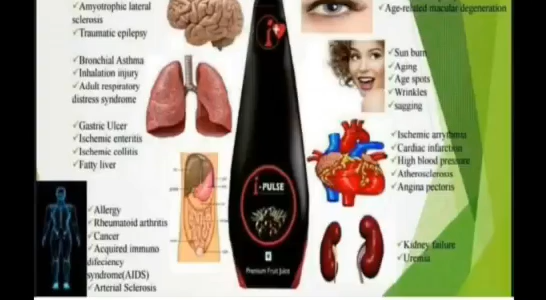 ✓Amyotrophic lateral
sclerosis
✓Traumatic epilepsy
✓Bronchial Asthma
✓Inhalation injury
✓Adult respiratory
distress syndrome
✓Gastric Ulcer
✓Ischemic enteritis
✓Ischemic collitis
✓Fatty liver
✓Allergy
✓Rheumatoid arthritis
✓Cancer
✓Acquired immuno
difeciency
syndrome(AIDS)
✓Arterial Sclerosis
i
i-PULSE
Premium Fruit Juice
✓Age-related macular degeneration
✓Sun burn
✓Aging
✓Age spots
✓Wrinkles
✓sagging
✓Ischemic arrythmia
✓Cardiac infarction
✓High blood pressure
✓Atherosclerosis
✓Angina pectoris
✓Kidney failure
✓Uremia